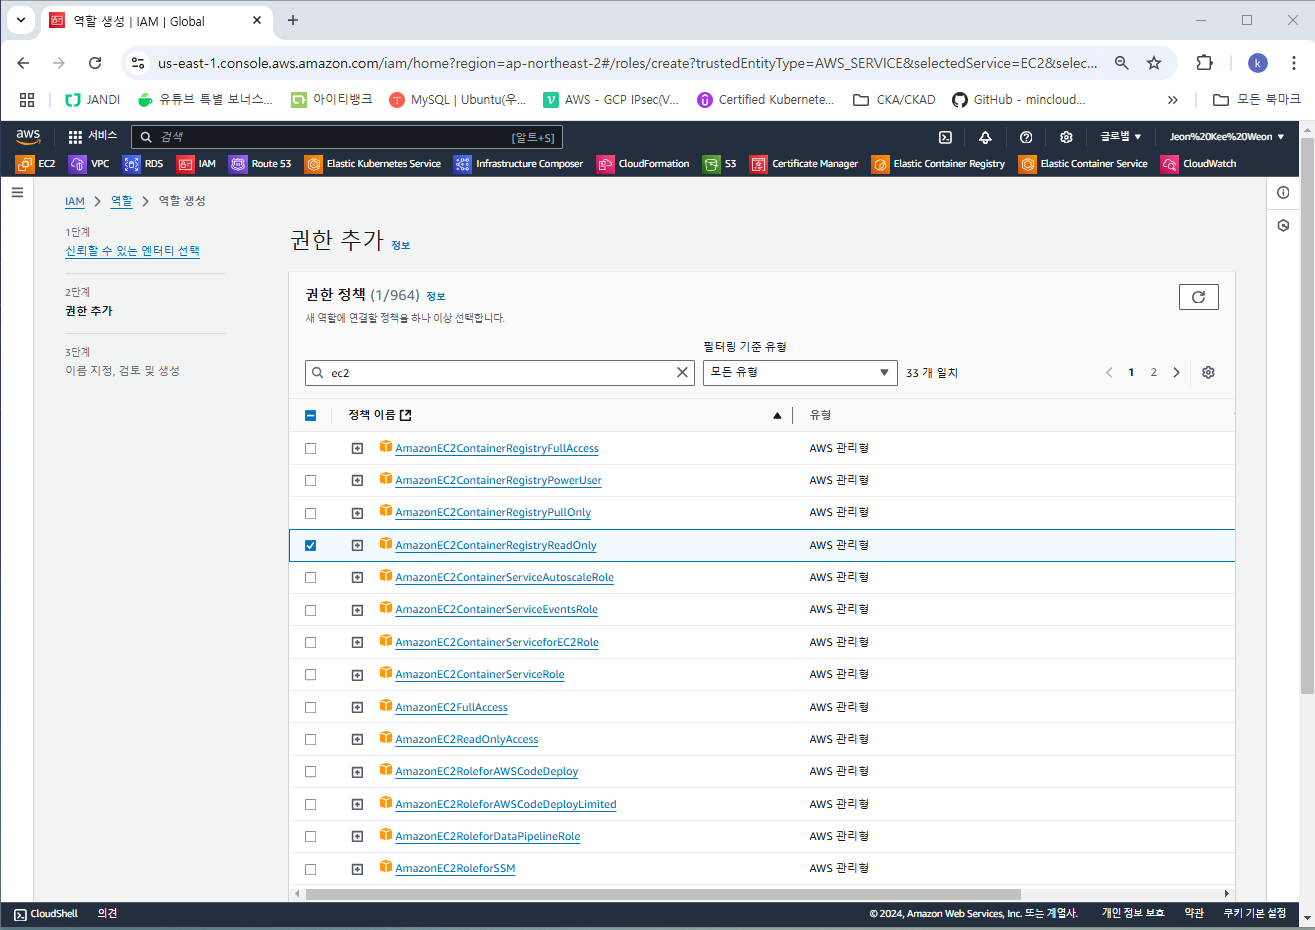 역할 생성 | IAM | Global
us-east-1.console.aws.amazon.com/iam/home?region=ap-northeast-2#/roles/create?trustedEntityType=AWS_SERVICE&selectedService=EC2&selec...
k
JANDI
유튜브 특별 보너스...
아이티뱅크
MySQL | Ubuntu(우...
AWS - GCP IPsec(V...
Certified Kubernete...
CKA/CKAD
GitHub - mincloud...
모든 북마크
aws
서비스
검색
[알트+S]
글로벌
Jeon%20Kee%20Weon
EC2
VPC
RDS
IAM
Route 53
Elastic Kubernetes Service
Infrastructure Composer
CloudFormation
S3
Certificate Manager
Elastic Container Registry
Elastic Container Service
CloudWatch
IAM > 역할 > 역할 생성
1단계
신뢰할 수 있는 엔터티 선택
2단계
권한 추가
3단계
이름 지정, 검토 및 생성
권한 추가 정보
권한 정책 (1/964) 정보
새 역할에 연결할 정책을 하나 이상 선택합니다.
필터링 기준 유형
ec2
모든 유형
33 개 일치
1 2
정책 이름
유형
AmazonEC2ContainerRegistryFullAccess AWS 관리형
AmazonEC2ContainerRegistryPowerUser AWS 관리형
AmazonEC2ContainerRegistryPullOnly AWS 관리형
AmazonEC2ContainerRegistryReadOnly AWS 관리형
AmazonEC2ContainerServiceAutoscaleRole AWS 관리형
AmazonEC2ContainerServiceEventsRole AWS 관리형
AmazonEC2ContainerServiceforEC2Role AWS 관리형
AmazonEC2ContainerServiceRole AWS 관리형
AmazonEC2FullAccess AWS 관리형
AmazonEC2ReadOnlyAccess AWS 관리형
AmazonEC2RoleforAWSCodeDeploy AWS 관리형
AmazonEC2RoleforAWSCodeDeployLimited AWS 관리형
AmazonEC2RoleforDataPipelineRole AWS 관리형
AmazonEC2RoleforSSM AWS 관리형
CloudShell
의견
© 2024, Amazon Web Services, Inc. 또는 계열사.
개인 정보 보호
약관
쿠키 기본 설정